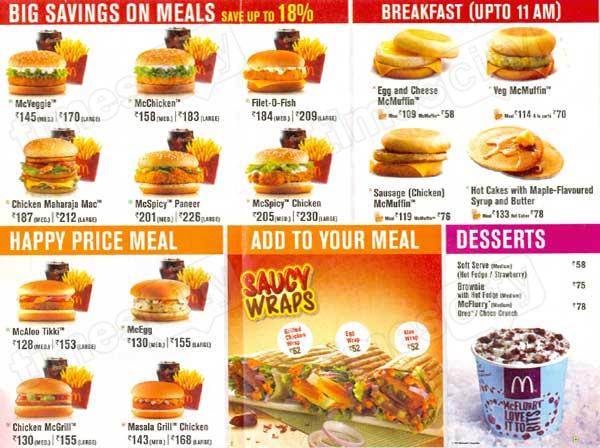 BIG SAVINGS ON MEALS SAVE UP TO 18%
McVeggie™
₹145 (MED.) ₹170 (LARGE)
McChicken™
₹158 (MED.) ₹183 (LARGE)
Filet-O-Fish
₹184 (MED.) ₹209 (LARGE)
Chicken Maharaja Mac™
₹187 (MED.) ₹212 (LARGE)
McSpicy™ Paneer
₹201 (MED.) ₹226 (LARGE)
McSpicy™ Chicken
₹205 (MED.) ₹230 (LARGE)
BREAKFAST (UPTO 11 AM)
Egg and Cheese
McMuffin™
Meal ₹109 McMuffin™ ₹58
Veg McMuffin™
Meal ₹114 A la carte ₹70
Sausage (Chicken)
McMuffin™
Meal ₹119 McMuffin™ ₹76
Hot Cakes with Maple-Flavoured
Syrup and Butter
Meal ₹133 Hot Cakes ₹78
HAPPY PRICE MEAL
McAloo Tikki™
₹128 (MED.) ₹153 (LARGE)
McEgg
₹130 (MED.) ₹155 (LARGE)
Chicken McGrill™
₹130 (MED.) ₹155 (LARGE)
Masala Grill™ Chicken
₹143 (MED.) ₹168 (LARGE)
ADD TO YOUR MEAL
SAUCY
WRAPS
Grilled
Chicken
Wrap
₹62
Egg
Wrap
₹52
Aloo
Wrap
₹52
DESSERTS
Soft Serve (Medium) ₹58
(Hot Fudge / Strawberry)
Brownie ₹75
with Hot Fudge (Medium)
McFlurry™ (Medium) ₹78
Oreo® / Choco Crunch
McFLURRY
LOVE
IT TO
BITS
timescity